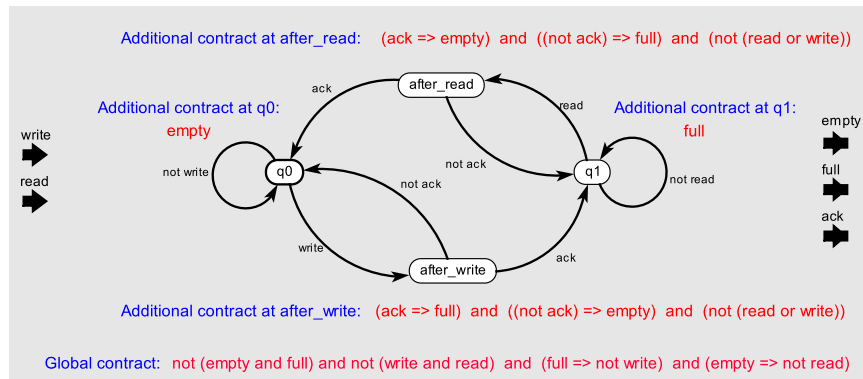 Additional contract at after_read: (ack => empty) and ((not ack) => full) and (not (read or write))
after_read
ack
read
Additional contract at q0:
empty
Additional contract at q1:
full
write
read
empty
full
ack
not write
q0
not ack
not ack
q1
not read
write
after_write
ack
Additional contract at after_write: (ack => full) and ((not ack) => empty) and (not (read or write))
Global contract: not (empty and full) and not (write and read) and (full => not write) and (empty => not read)